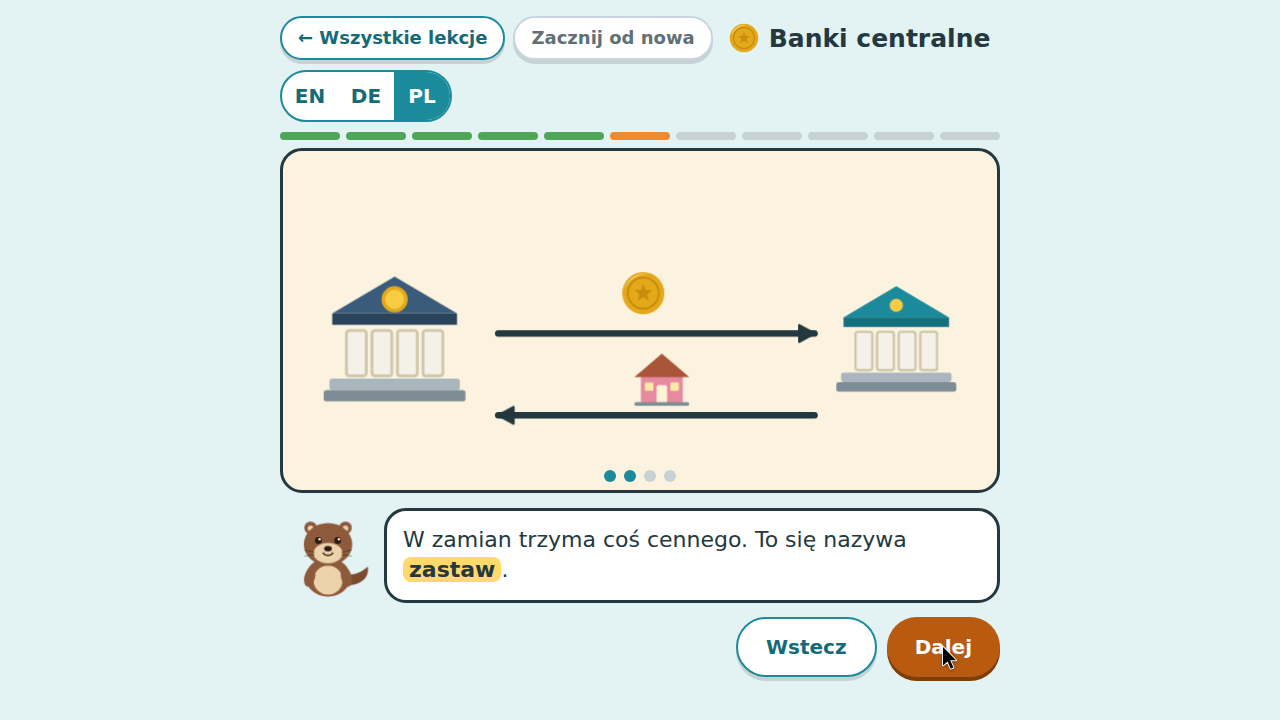 ← Wszystkie lekcje
Zacznij od nowa
Banki centralne
EN DE PL
W zamian trzyma coś cennego. To się nazywa
zastaw.
Wstecz
Dalej